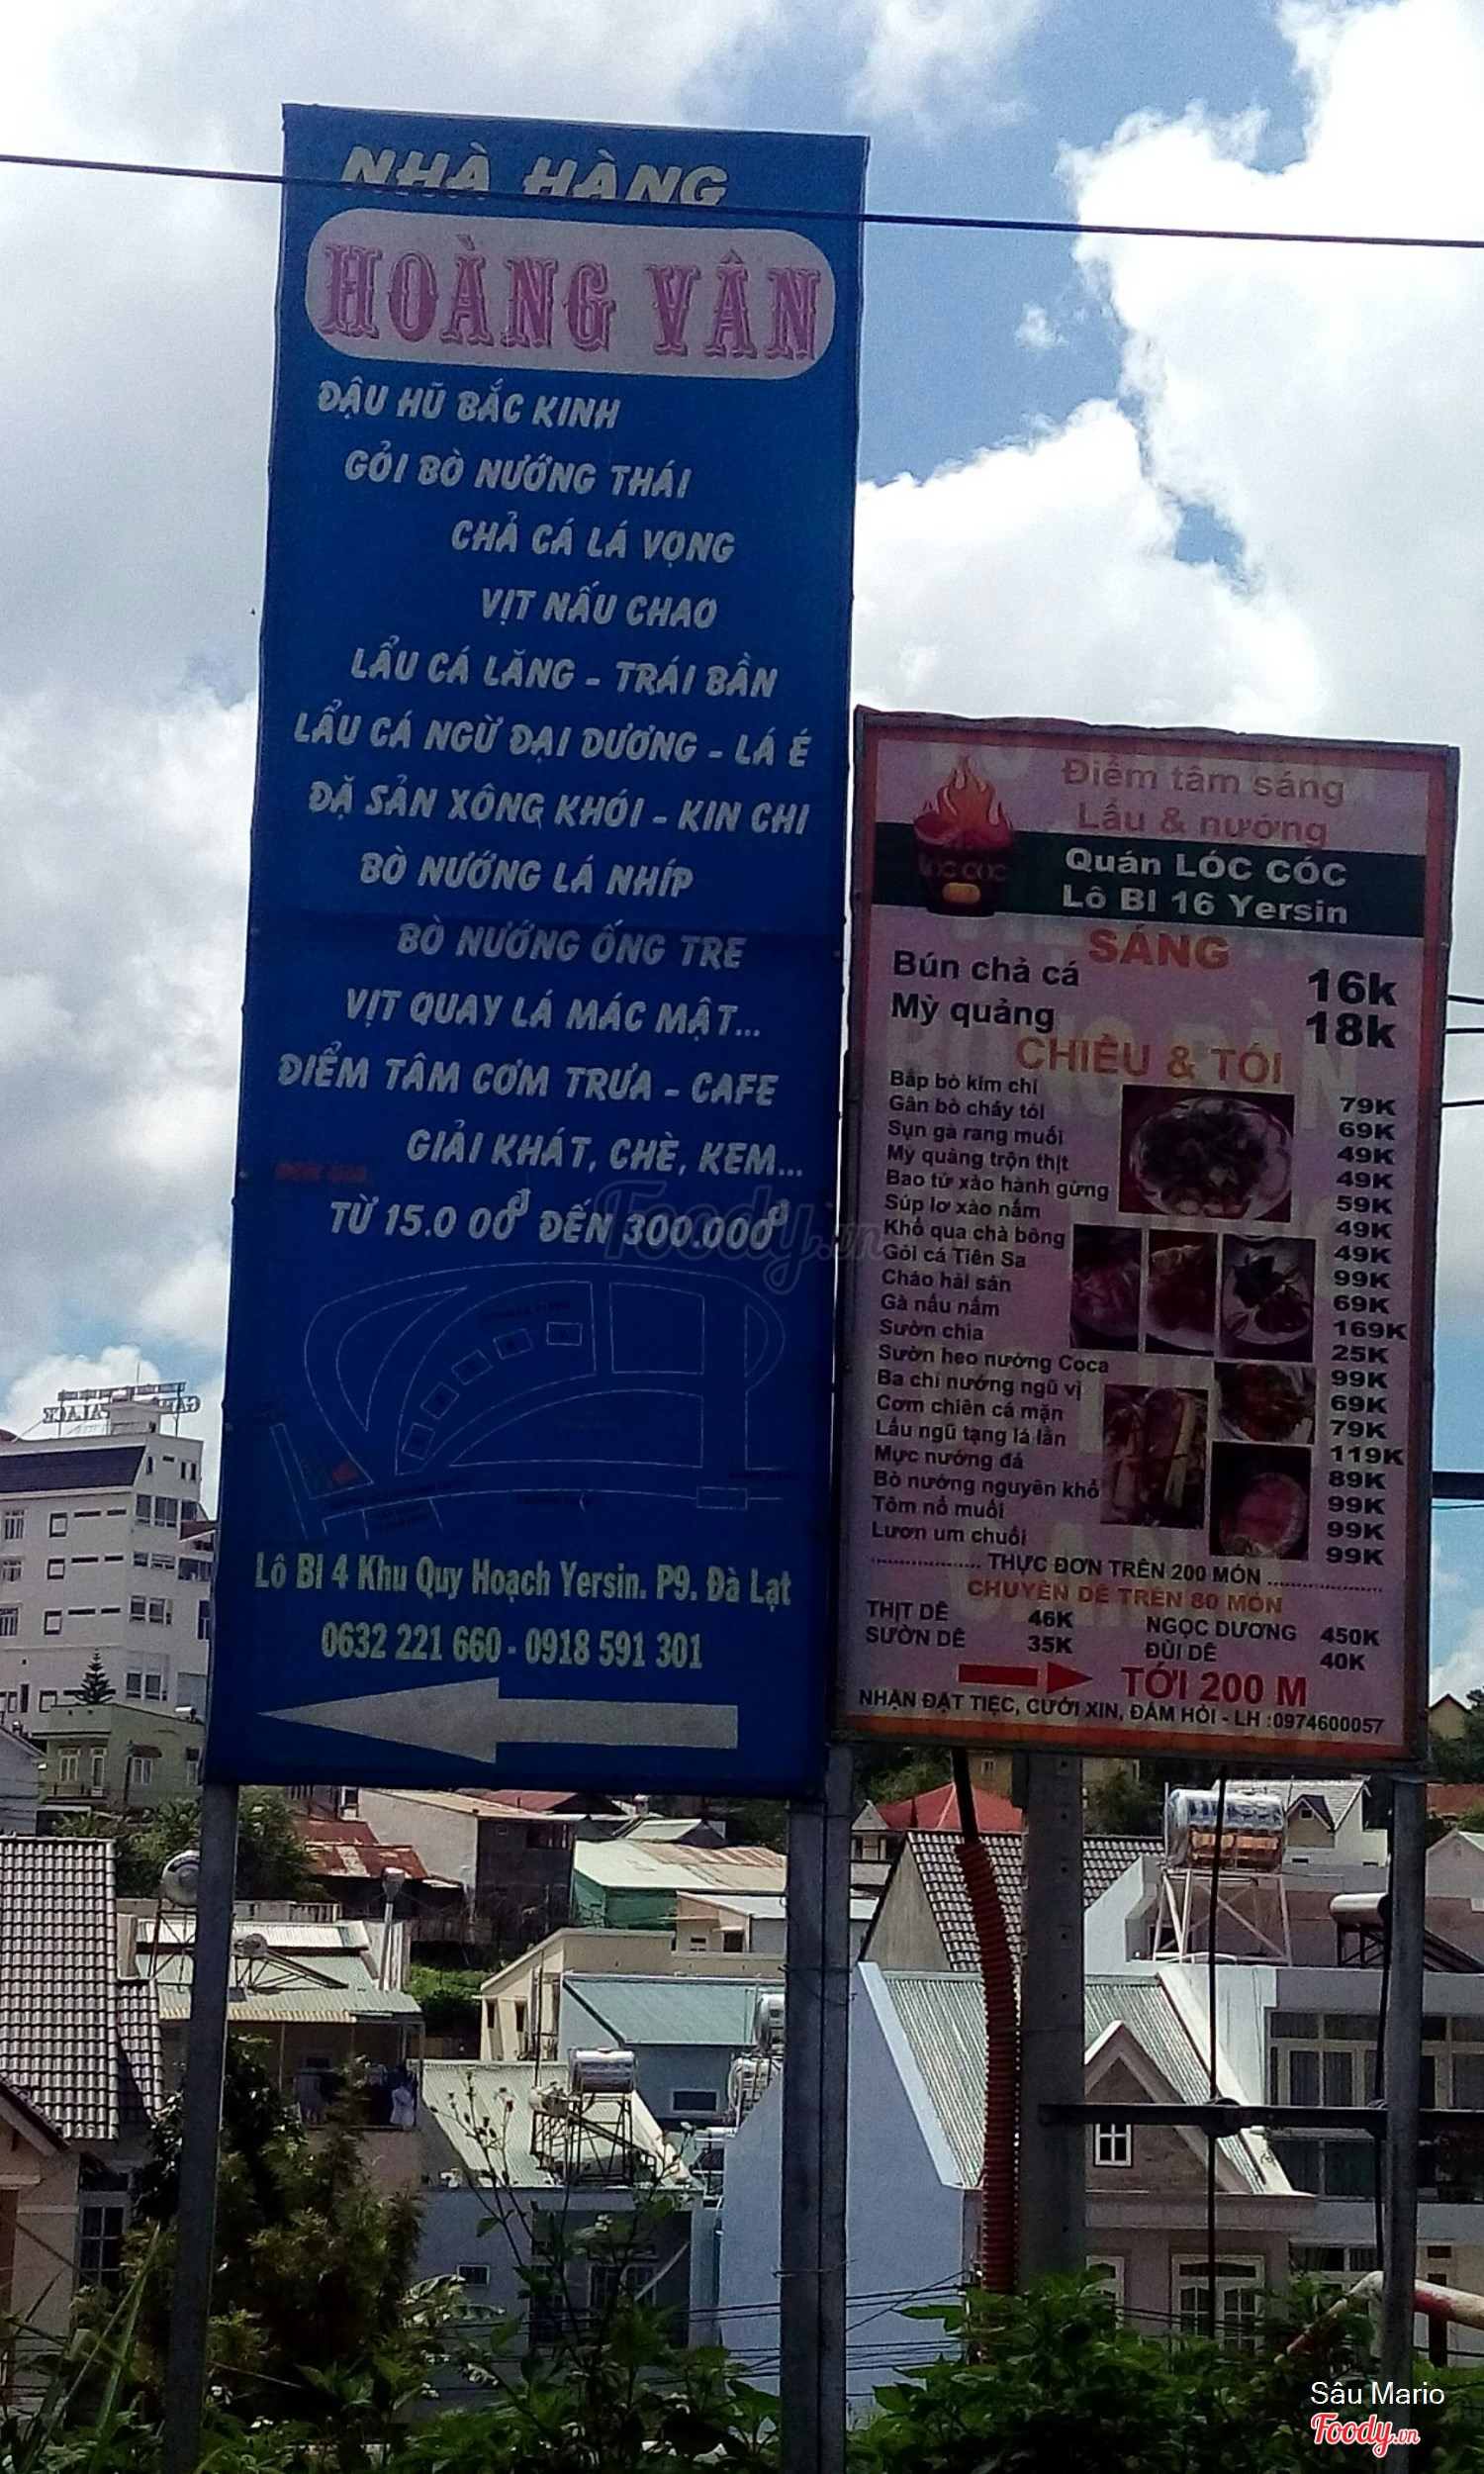 NHÀ HÀNG
HOÀNG VÂN
ĐẬU HŨ BẮC KINH
GỎI BÒ NƯỚNG THÁI
CHẢ CÁ LÁ VỌNG
VỊT NẤU CHAO
LẨU CÁ LĂNG - TRÁI BẦN
LẨU CÁ NGỪ ĐẠI DƯƠNG - LÁ É
ĐẶ SẢN XÔNG KHÓI - KIN CHI
BÒ NƯỚNG LÁ NHÍP
BÒ NƯỚNG ỐNG TRE
VỊT QUAY LÁ MÁC MẬT...
ĐIỂM TÂM CƠM TRƯA - CAFE
GIẢI KHÁT, CHÈ, KEM...
TỪ 15.0 00đ ĐẾN 300.000đ
Lô BI 4 Khu Quy Hoạch Yersin. P9. Đà Lạt
0632 221 660 - 0918 591 301
Điểm tâm sáng
Lẩu & nướng
LÓC CÓC
Quán LÓC CÓC
Lô BI 16 Yersin
SÁNG
Bún chả cá 16k
Mỳ quảng 18k
CHIỀU & TỐI
Bắp bò kim chi 79K
Gân bò cháy tỏi 69K
Sụn gà rang muối 49K
Mỳ quảng trộn thịt 49K
Bao tử xào hành gừng 59K
Súp lơ xào nấm 49K
Khổ qua chà bông 49K
Gỏi cá Tiên Sa 99K
Cháo hải sản 69K
Gà nấu nấm 169K
Sườn chìa 25K
Sườn heo nướng Coca 99K
Ba chỉ nướng ngũ vị 69K
Cơm chiên cá mặn 79K
Lẩu ngũ tạng lá lằn 119K
Mực nướng đá 89K
Bò nướng nguyên khổ 99K
Tôm nổ muối 99K
Lươn um chuối 99K
THỰC ĐƠN TRÊN 200 MÓN
CHUYÊN DÊ TRÊN 80 MÓN
THỊT DÊ 46K NGỌC DƯƠNG 450K
SƯỜN DÊ 35K ĐÙI DÊ 40K
TỚI 200 M
NHẬN ĐẶT TIỆC, CƯỚI XIN, ĐÁM HỎI - LH :0974600057
Foody.vn
Sâu Mario
Foody.vn